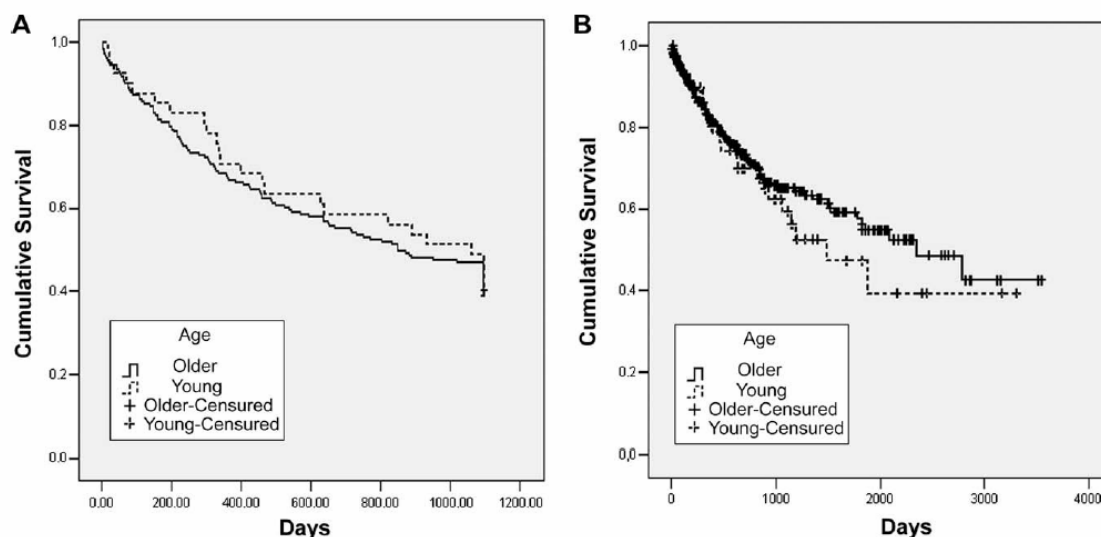 A
Cumulative Survival
1,0
0.8
0.6
0.4
0.2
0.0
Age
Older
Young
Older-Censured
Young-Censured
0.00 200.00 400.00 600.00 800.00 1000.00 1200.00
Days
B
Cumulative Survival
1,0
0.8
0.6
0.4
0.2
0,0
Age
Older
Young
Older-Censured
Young-Censured
0 1000 2000 3000 4000
Days